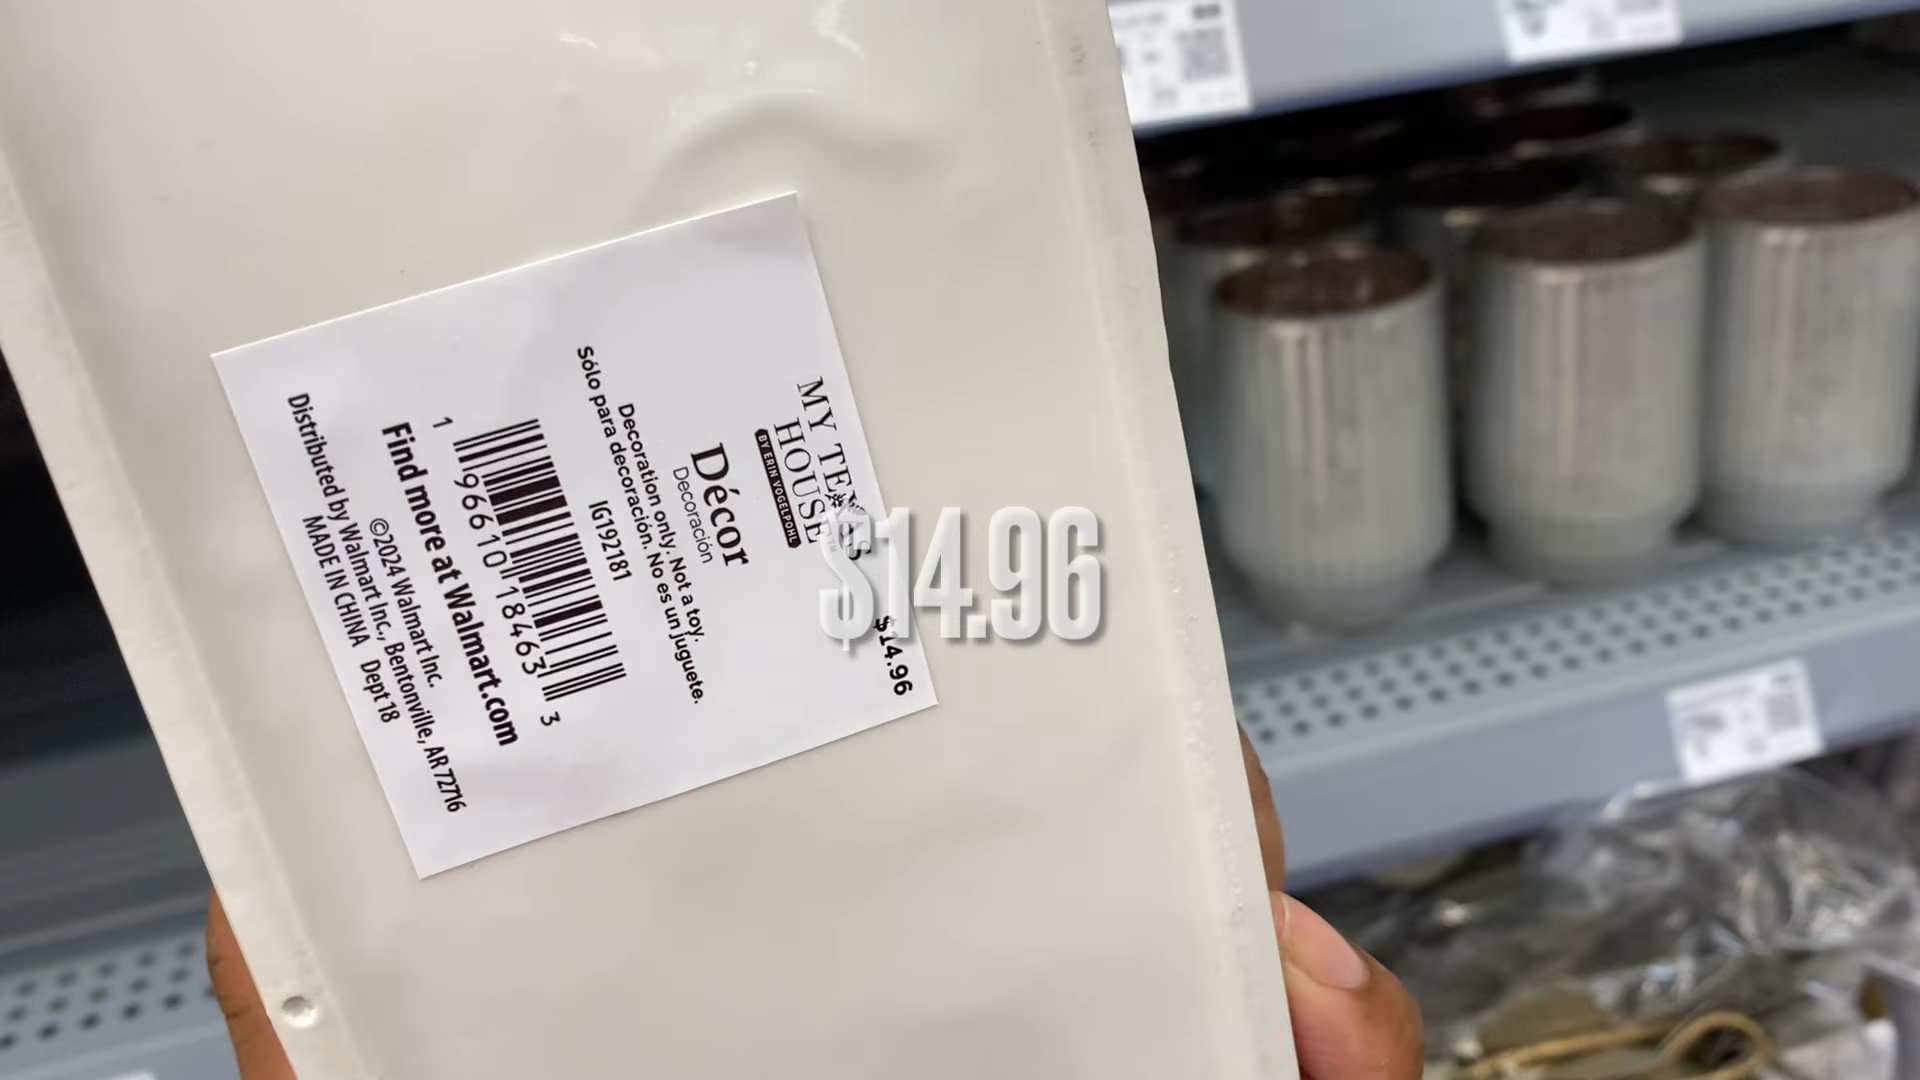 MY TEXAS
HOUSE™
BY ERIN VOGELPOHL
Décor
Decoración
Decoration only. Not a toy.
Sólo para decoración. No es un juguete.
IG192181
1 96610 18463 3
Find more at Walmart.com
©2024 Walmart Inc.
Distributed by Walmart Inc., Bentonville, AR 72716
MADE IN CHINA Dept 18
$14.96
$14.96